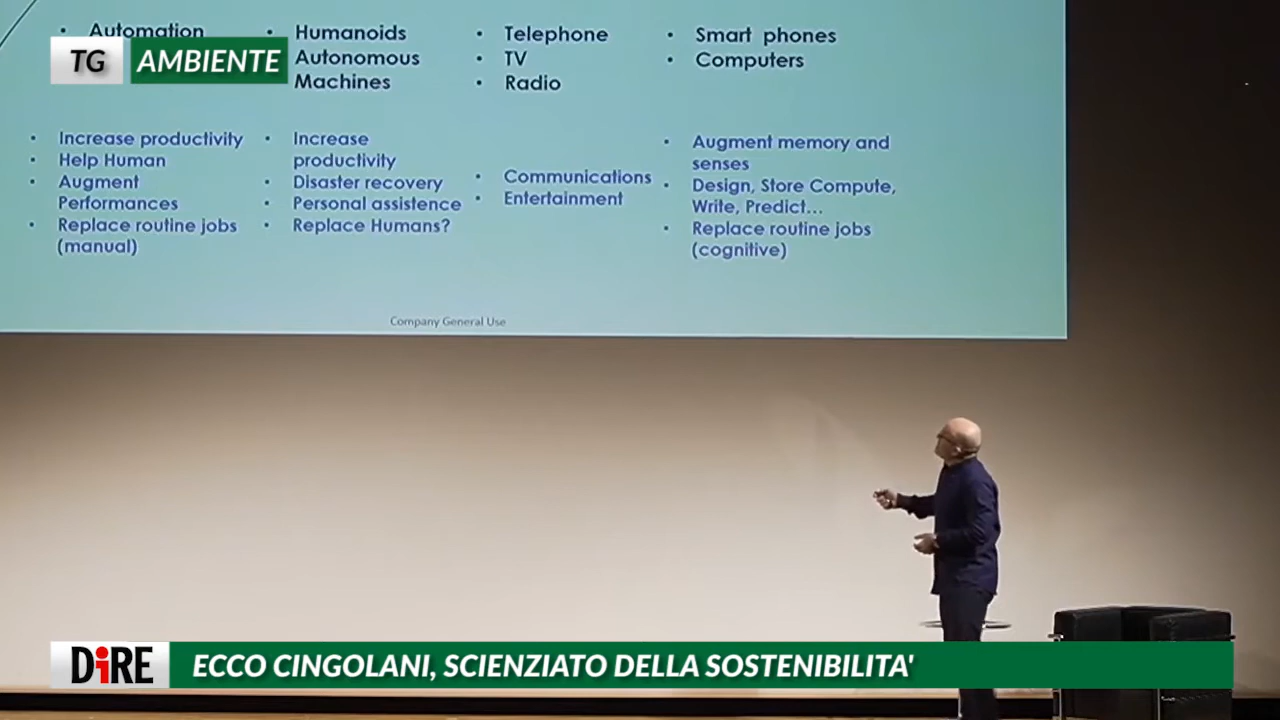 Automation
TG AMBIENTE
Humanoids
Autonomous
Machines
Telephone
TV
Radio
Smart phones
Computers
Increase productivity
Help Human
Augment
Performances
Replace routine jobs
(manual)
Increase
productivity
Disaster recovery
Personal assistence
Replace Humans?
Communications
Entertainment
Augment memory and
senses
Design, Store Compute,
Write, Predict...
Replace routine jobs
(cognitive)
Company General Use
DiRE
ECCO CINGOLANI, SCIENZIATO DELLA SOSTENIBILITA'